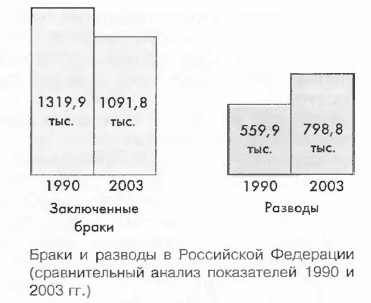 1319,9
тыс.
1091,8
тыс.
1990
2003
Заключенные
браки
559,9
тыс.
798,8
тыс.
1990
2003
Разводы
Браки и разводы в Российской Федерации
(сравнительный анализ показателей 1990 и
2003 гг.)